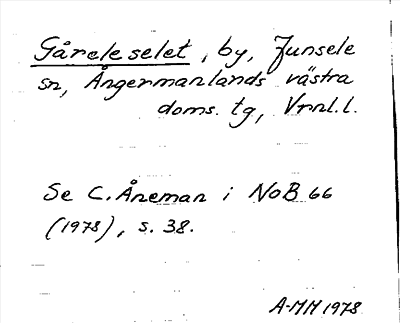 Gåreleselet, by, Junsele
sn, Ångermanlands västra
doms. tg, Vrnl.l.
Se C. Åneman i NoB 66
(1978), s. 38.
A-MH 1978